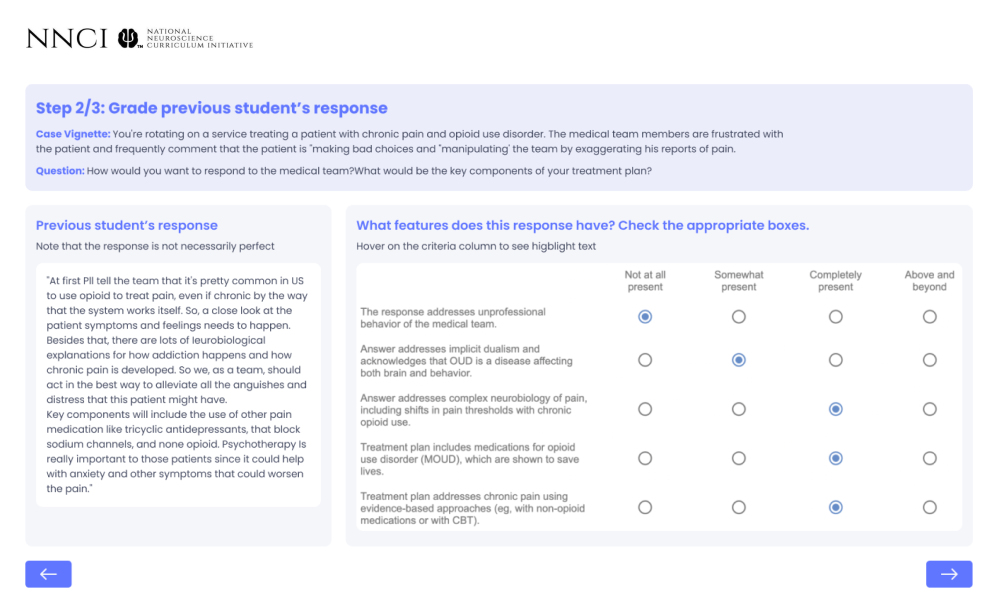 NNCI
NATIONAL
NEUROSCIENCE
CURRICULUM INITIATIVE
TM
Step 2/3: Grade previous student's response
Case Vignette: You're rotating on a service treating a patient with chronic pain and opioid use disorder. The medical team members are frustrated with
the patient and frequently comment that the patient is "making bad choices and "manipulating' the team by exaggerating his reports of pain.
Question: How would you want to respond to the medical team?What would be the key components of your treatment plan?
Previous student's response
Note that the response is not necessarily perfect
"At first PIl tell the team that it's pretty common in US
to use opioid to treat pain, even if chronic by the way
that the system works itself. So, a close look at the
patient symptoms and feelings needs to happen.
Besides that, there are lots of leurobiological
explanations for how addiction happens and how
chronic pain is developed. So we, as a team, should
act in the best way to alleviate all the anguishes and
distress that this patient might have.
Key components will include the use of other pain
medication like tricyclic antidepressants, that block
sodium channels, and none opioid. Psychotherapy Is
really important to those patients since it could help
with anxiety and other symptoms that could worsen
the pain."
What features does this response have? Check the appropriate boxes.
Hover on the criteria column to see higblight text
Not at all
present
Somewhat
present
Completely
present
Above and
beyond
The response addresses unprofessional
behavior of the medical team.
Answer addresses implicit dualism and
acknowledges that OUD is a disease affecting
both brain and behavior.
Answer addresses complex neurobiology of pain,
including shifts in pain thresholds with chronic
opioid use.
Treatment plan includes medications for opioid
use disorder (MOUD), which are shown to save
lives.
Treatment plan addresses chronic pain using
evidence-based approaches (eg, with non-opioid
medications or with CBT).